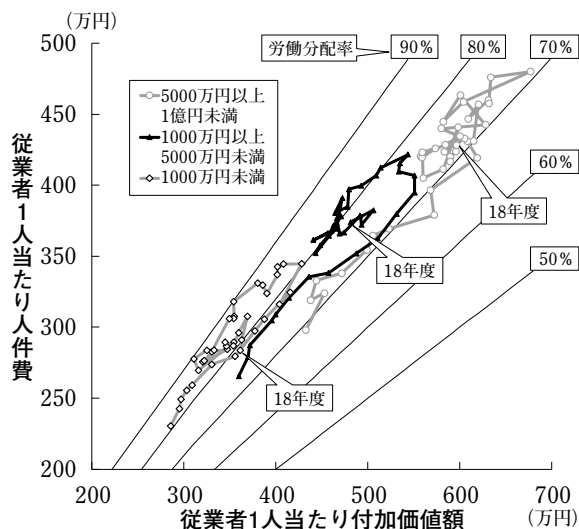 (万円)
500
450
400
350
300
250
200
従業者1人当たり人件費
労働分配率
90%
80%
70%
60%
50%
5000万円以上
1億円未満
1000万円以上
5000万円未満
1000万円未満
18年度
18年度
18年度
200
300
400
500
600
700
従業者1人当たり付加価値額
(万円)